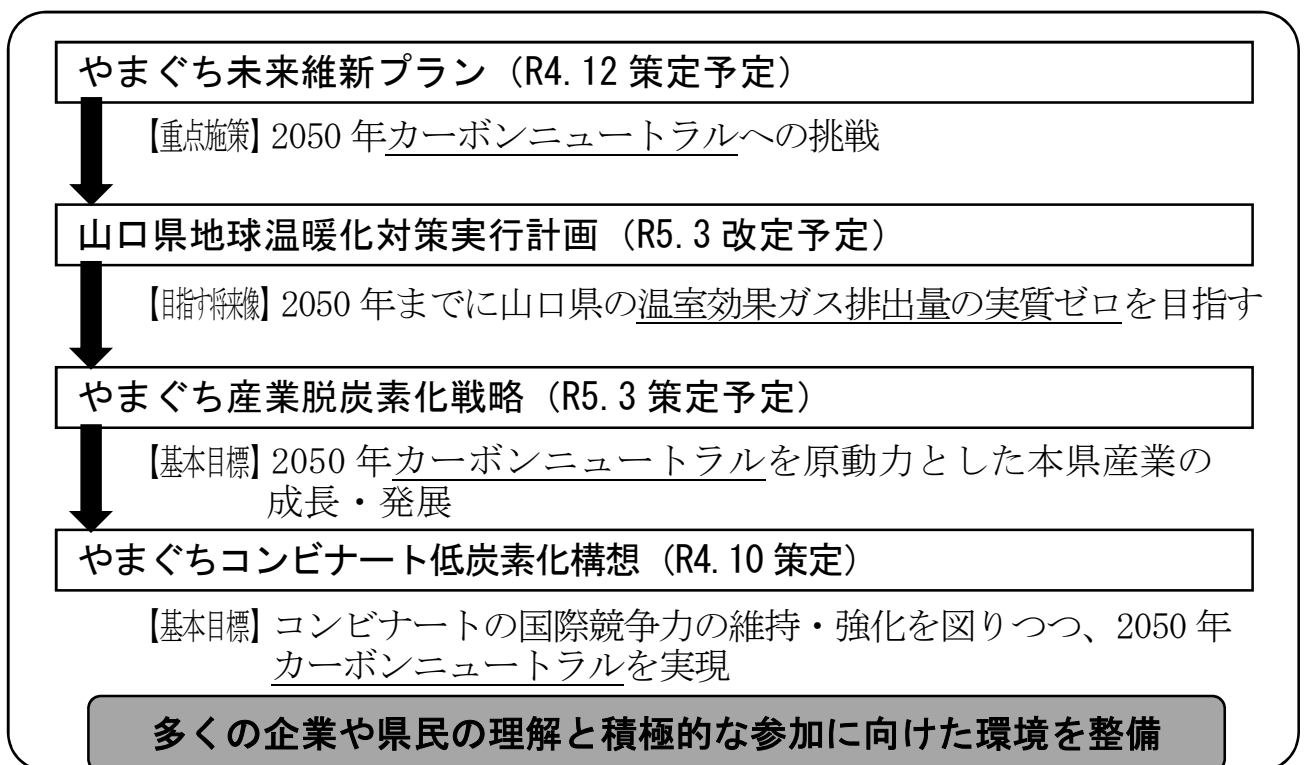 やまぐち未来維新プラン（R4.12 策定予定）
【重点施策】2050 年カーボンニュートラルへの挑戦
山口県地球温暖化対策実行計画（R5.3 改定予定）
【目指す将来像】2050 年までに山口県の温室効果ガス排出量の実質ゼロを目指す
やまぐち産業脱炭素化戦略（R5.3 策定予定）
【基本目標】2050 年カーボンニュートラルを原動力とした本県産業の
成長・発展
やまぐちコンビナート低炭素化構想（R4.10 策定）
【基本目標】コンビナートの国際競争力の維持・強化を図りつつ、2050 年
カーボンニュートラルを実現
多くの企業や県民の理解と積極的な参加に向けた環境を整備